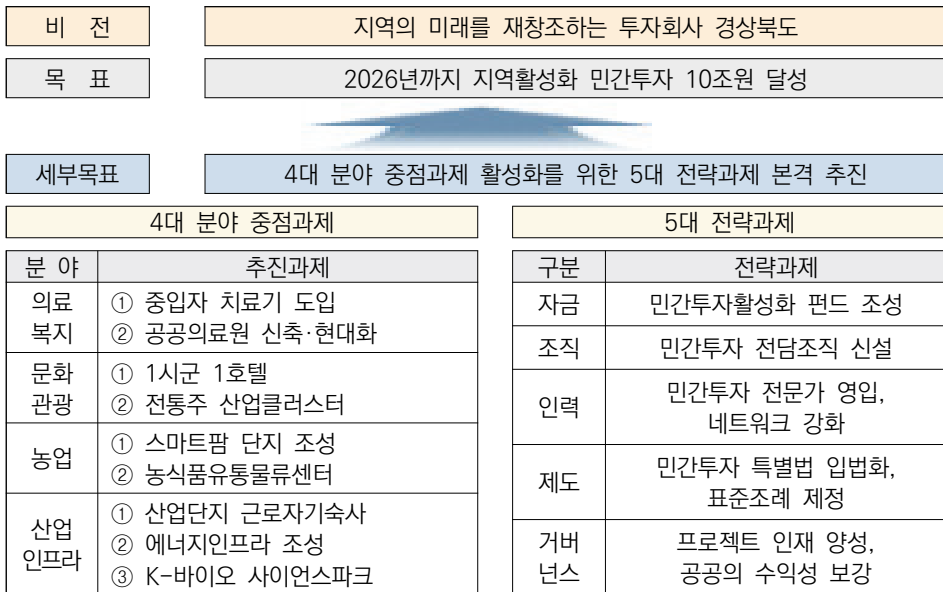 비 전 지역의 미래를 재창조하는 투자회사 경상북도
목 표 2026년까지 지역활성화 민간투자 10조원 달성
세부목표 4대 분야 중점과제 활성화를 위한 5대 전략과제 본격 추진
4대 분야 중점과제
분 야 추진과제
의료
복지
① 중입자 치료기 도입
② 공공의료원 신축·현대화
문화
관광
① 1시군 1호텔
② 전통주 산업클러스터
농업
① 스마트팜 단지 조성
② 농식품유통물류센터
산업
인프라
① 산업단지 근로자기숙사
② 에너지인프라 조성
③ K-바이오 사이언스파크
5대 전략과제
구분 전략과제
자금 민간투자활성화 펀드 조성
조직 민간투자 전담조직 신설
인력
민간투자 전문가 영입,
네트워크 강화
제도
민간투자 특별법 입법화,
표준조례 제정
거버
넌스
프로젝트 인재 양성,
공공의 수익성 보강